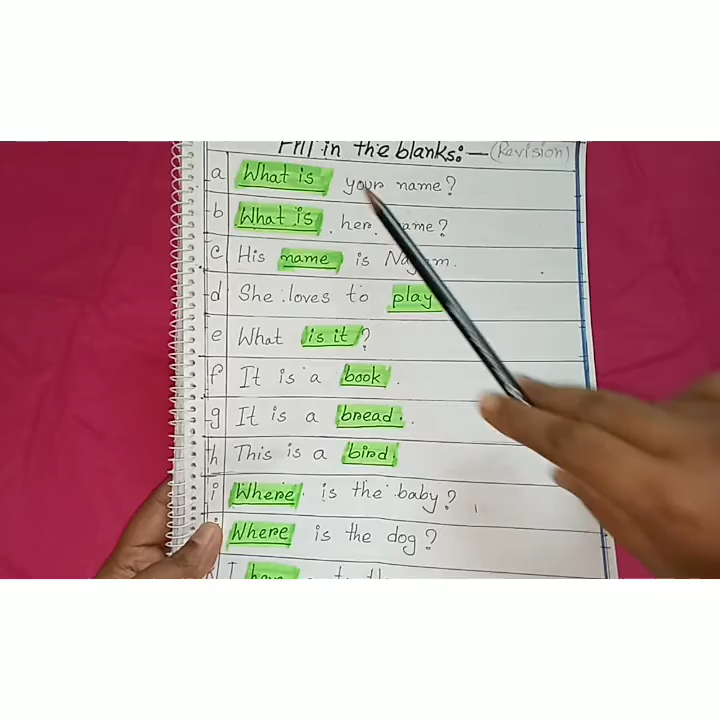 Fill in the blanks:— (Revision)
a What is your name?
b What is her name?
c His name is Nagam.
d She loves to play
e What is it?
f It is a book.
g It is a bread.
h This is a bird.
i Where is the baby?
Where is the dog?
I have